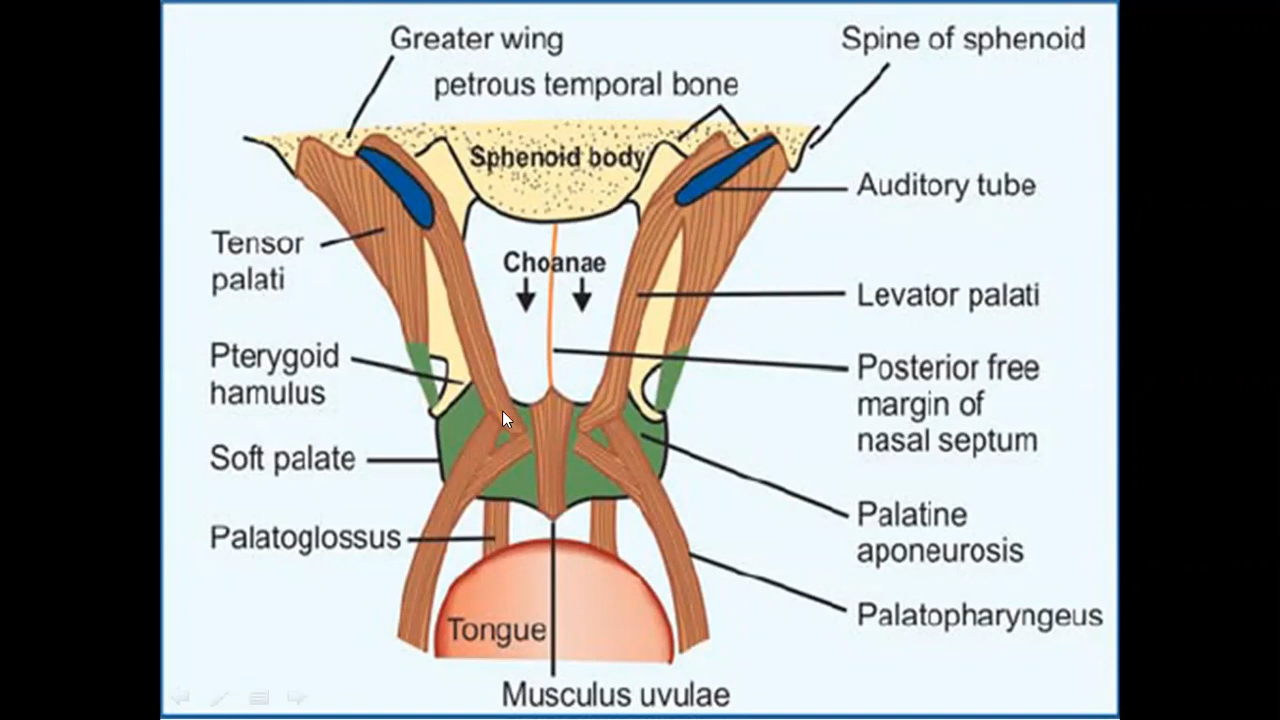 Greater wing
Spine of sphenoid
petrous temporal bone
Sphenoid body
Auditory tube
Tensor
palati
Choanae
Levator palati
Pterygoid
hamulus
Posterior free
margin of
nasal septum
Soft palate
Palatine
aponeurosis
Palatoglossus
Palatopharyngeus
Tongue
Musculus uvulae